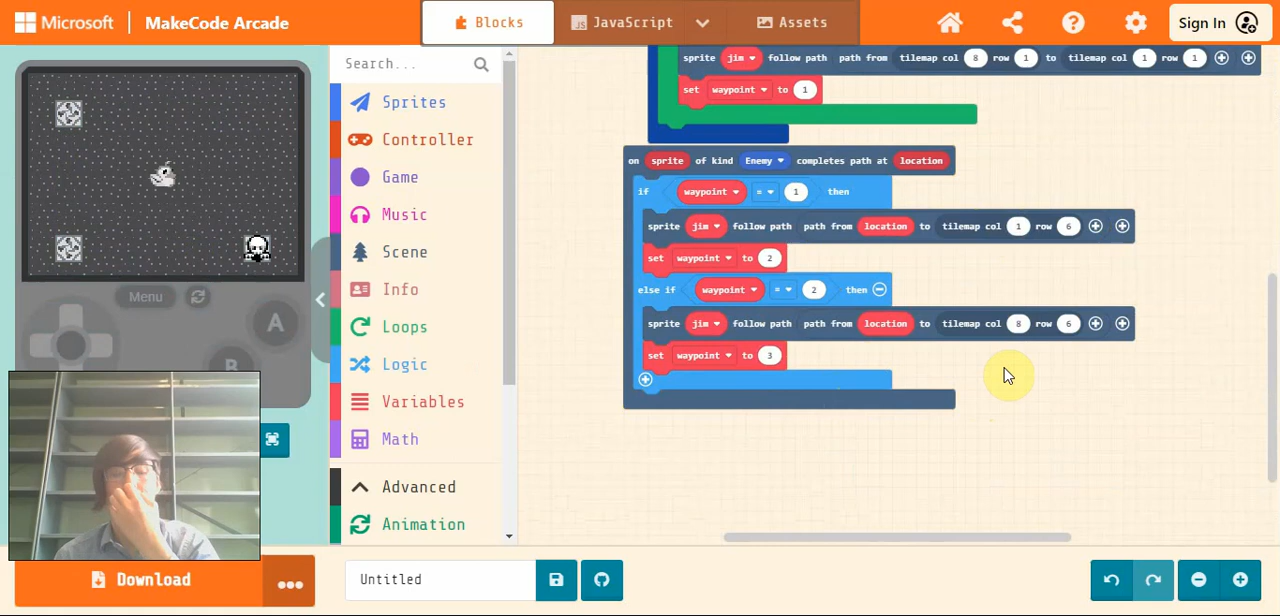 Microsoft MakeCode Arcade Blocks JavaScript Assets Sign In
Search...
Sprites
Controller
Game
Music
Scene
Info
Loops
Logic
Variables
Math
Advanced
Animation
Menu
A
B
sprite jim follow path path from tilemap col 8 row 1 to tilemap col 1 row 1
set waypoint to 1
on sprite of kind Enemy completes path at location
if waypoint = 1 then
sprite jim follow path path from location to tilemap col 1 row 6
set waypoint to 2
else if waypoint = 2 then
sprite jim follow path path from location to tilemap col 8 row 6
set waypoint to 3
Download
Untitled